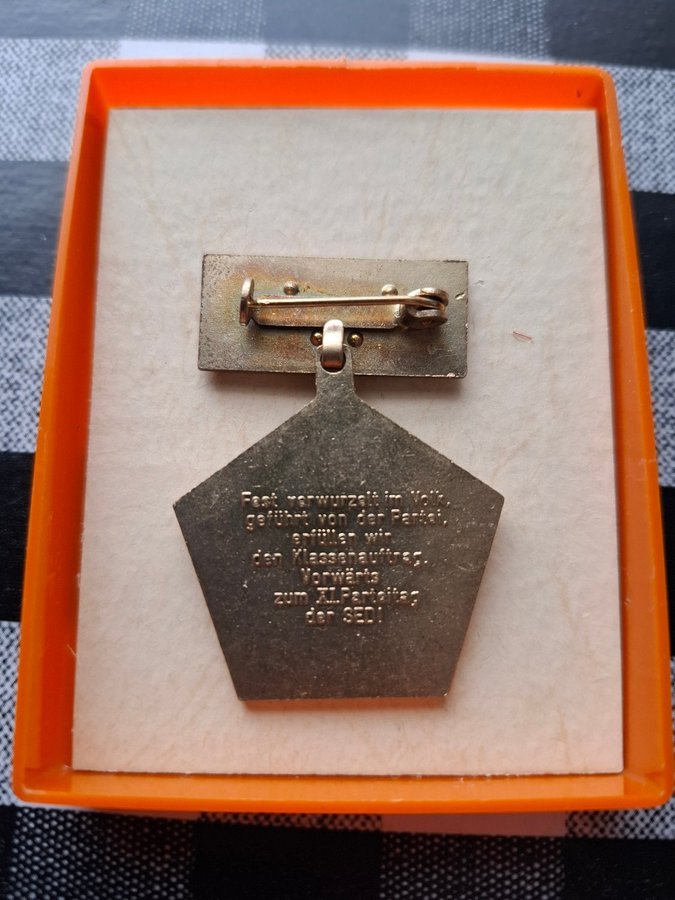 Fest verwurzelt im Volk,
geführt von der Partei,
erfüllen wir
den Klassenauftrag.
Vorwärts
zum XI.Parteitag
der SED!